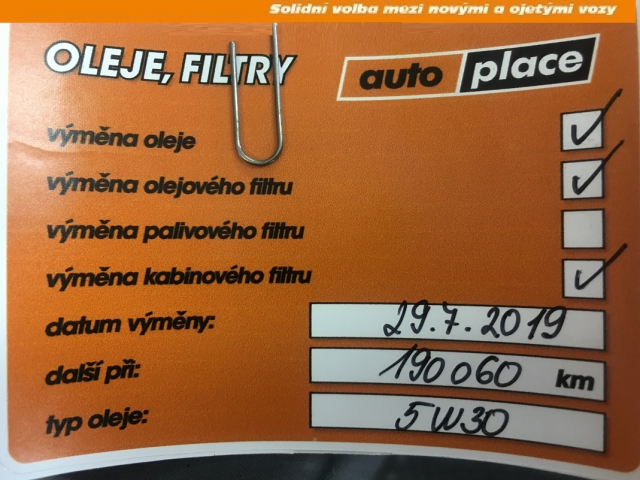 Solidní volba mezi novými a ojetými vozy
OLEJE, FILTRY
auto place
výměna oleje
výměna olejového filtru
výměna palivového filtru
výměna kabinového filtru
datum výměny: 29.7.2019
další při: 190060 km
typ oleje: 5W30